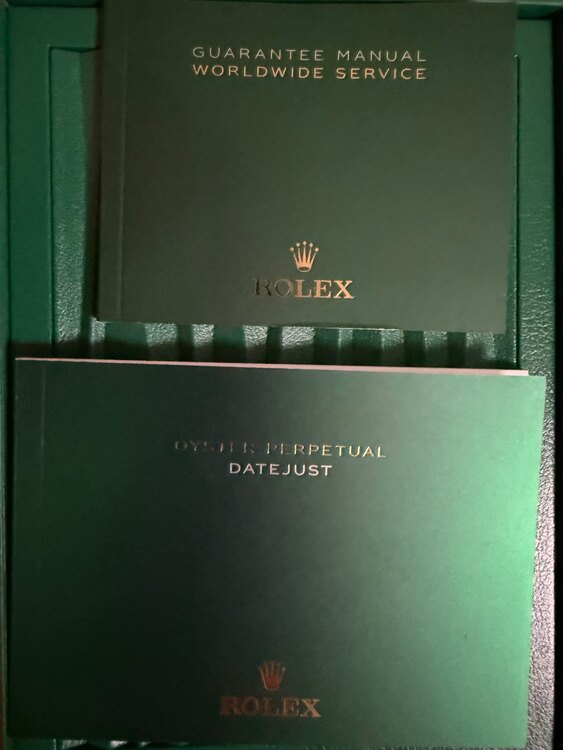 GUARANTEE MANUAL
WORLDWIDE SERVICE
ROLEX
OYSTER PERPETUAL
DATEJUST
ROLEX